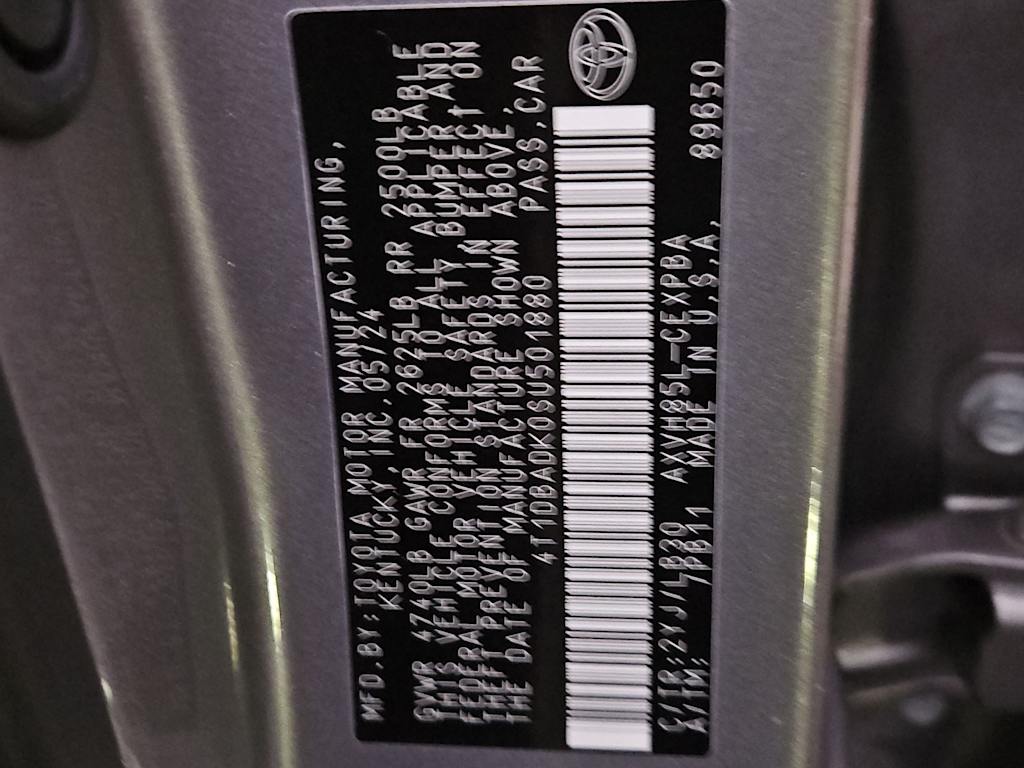 MFD.BY:TOYOTA MOTOR MANUFACTURING,
KENTUCKY, INC. 05/24
GVWR 4740LB GAWR FR 2625LB RR 2500LB
THIS VEHICLE CONFORMS TO ALL APPLICABLE
FEDERAL MOTOR VEHICLE SAFETY, BUMPER AND
THEFT PREVENTION STANDARDS IN EFFECT ON
THE DATE OF MANUFACTURE SHOWN ABOVE.
4T1DBADK0SU501880 PASS.CAR
C/TR:2YJ/LB30 AXVH85L-CEXPBA
A/TM: /PB11 MADE IN U.S.A. 89650